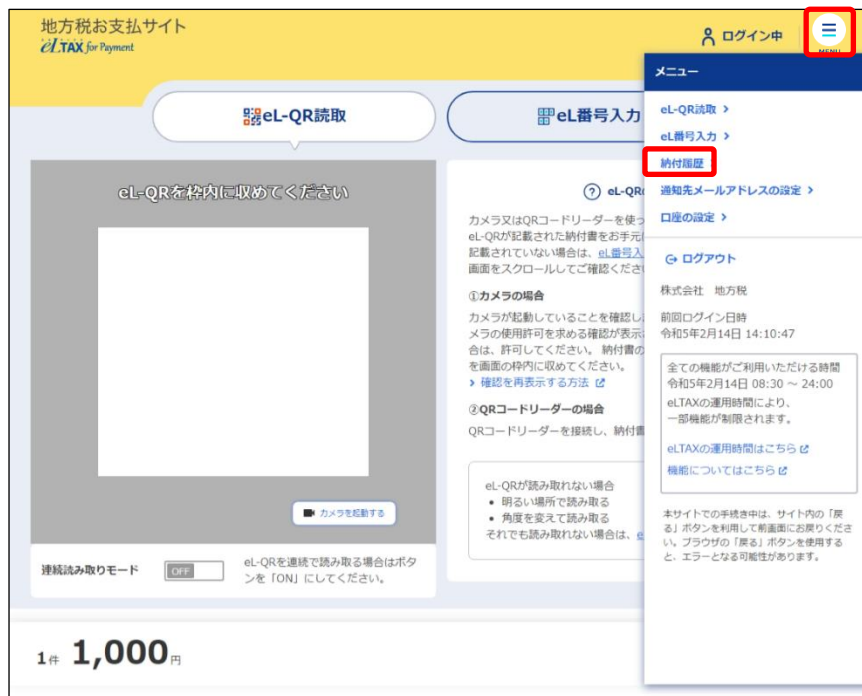 地方税お支払サイト
eLTAX for Payment
ログイン中
MENU
メニュー
eL-QR読取
eL番号入力
納付履歴
通知先メールアドレスの設定
口座の設定
ログアウト
株式会社 地方税
前回ログイン日時
令和5年2月14日 14:10:47
全ての機能がご利用いただける時間
令和5年2月14日 08:30 ～ 24:00
eLTAXの運用時間により、
一部機能が制限されます。
eLTAXの運用時間はこちら
機能についてはこちら
本サイトでの手続き中は、サイト内の「戻
る」ボタンを利用して前画面にお戻りくださ
い。ブラウザの「戻る」ボタンを使用する
と、エラーとなる可能性があります。
eL-QR読取
eL番号入力
eL-QRを枠内に収めてください
カメラを起動する
連続読み取りモード
OFF
eL-QRを連続で読み取る場合はボタ
ンを「ON」にしてください。
? eL-QR
カメラ又はQRコードリーダーを使っ
eL-QRが記載された納付書をお手元
記載されていない場合は、eL番号入
画面をスクロールしてご確認くださ
①カメラの場合
カメラが起動していることを確認し
メラの使用許可を求める確認が表示
合は、許可してください。 納付書の
を画面の枠内に収めてください。
確認を再表示する方法
②QRコードリーダーの場合
QRコードリーダーを接続し、納付書
eL-QRが読み取れない場合
• 明るい場所で読み取る
• 角度を変えて読み取る
それでも読み取れない場合は、
1件 1,000円